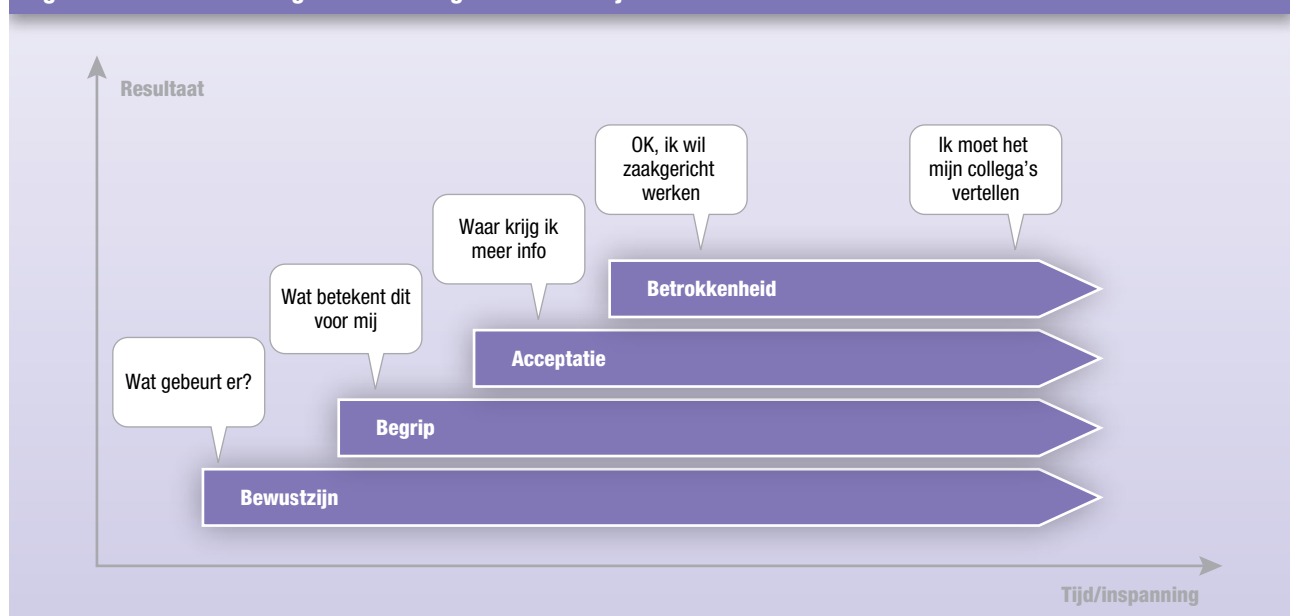 Resultaat
OK, ik wil
zaakgericht
werken
Ik moet het
mijn collega's
vertellen
Waar krijg ik
meer info
Betrokkenheid
Wat betekent dit
voor mij
Acceptatie
Wat gebeurt er?
Begrip
Bewustzijn
Tijd/inspanning